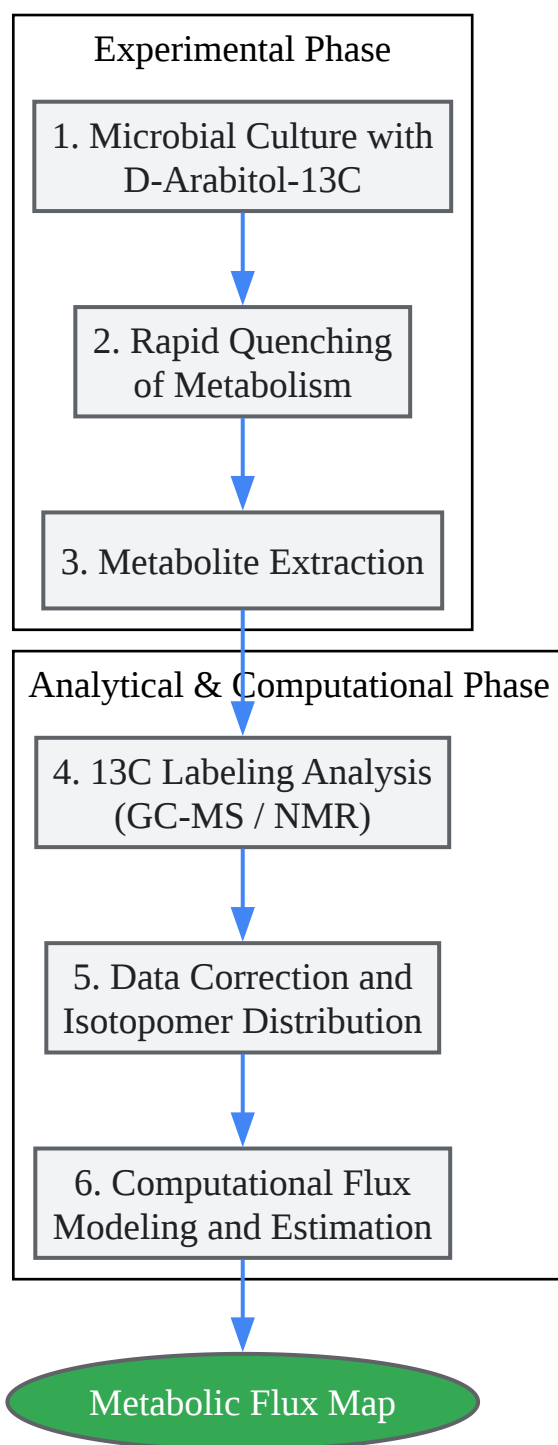 Experimental Phase
1. Microbial Culture with
D-Arabitol-13C
2. Rapid Quenching
of Metabolism
3. Metabolite Extraction
Analytical & Computational Phase
4. 13C Labeling Analysis
(GC-MS / NMR)
5. Data Correction and
Isotopomer Distribution
6. Computational Flux
Modeling and Estimation
Metabolic Flux Map